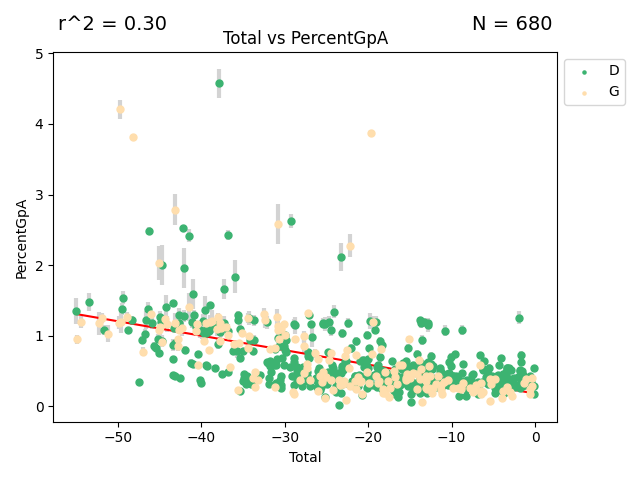 r^2 = 0.30
N = 680
Total vs PercentGpA
D
G
PercentGpA
5
4
3
2
1
0
−50
−40
−30
−20
−10
0
Total